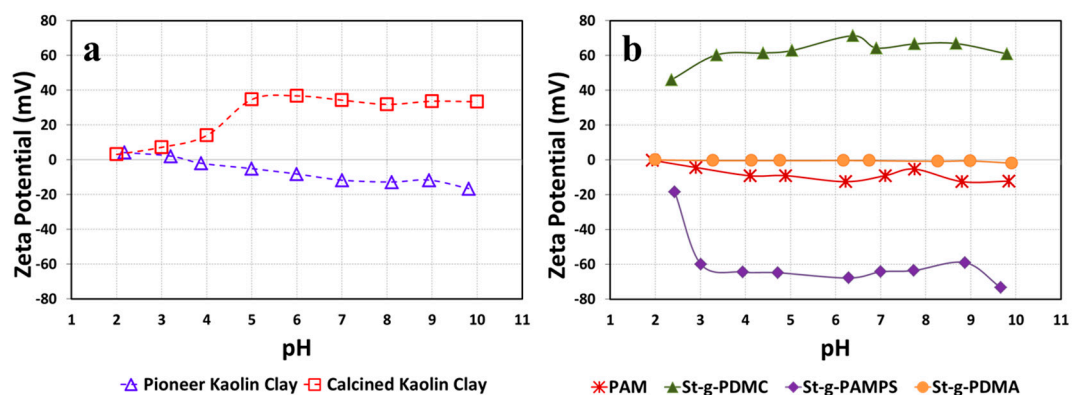 a
80
60
40
20
0
-20
-40
-60
-80
Zeta Potential (mV)
1 2 3 4 5 6 7 8 9 10 11
pH
Pioneer Kaolin Clay Calcined Kaolin Clay
b
80
60
40
20
0
-20
-40
-60
-80
Zeta Potential (mV)
1 2 3 4 5 6 7 8 9 10 11
pH
PAM St-g-PDMC St-g-PAMPS St-g-PDMA